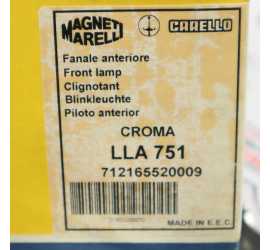 MAGNETI CARELLO
MARELLI
Fanale anteriore
Front lamp
Clignotant
Blinkleuchte
Piloto anterior
CROMA
LLA 751
712165520009
MADE IN E.E.C.